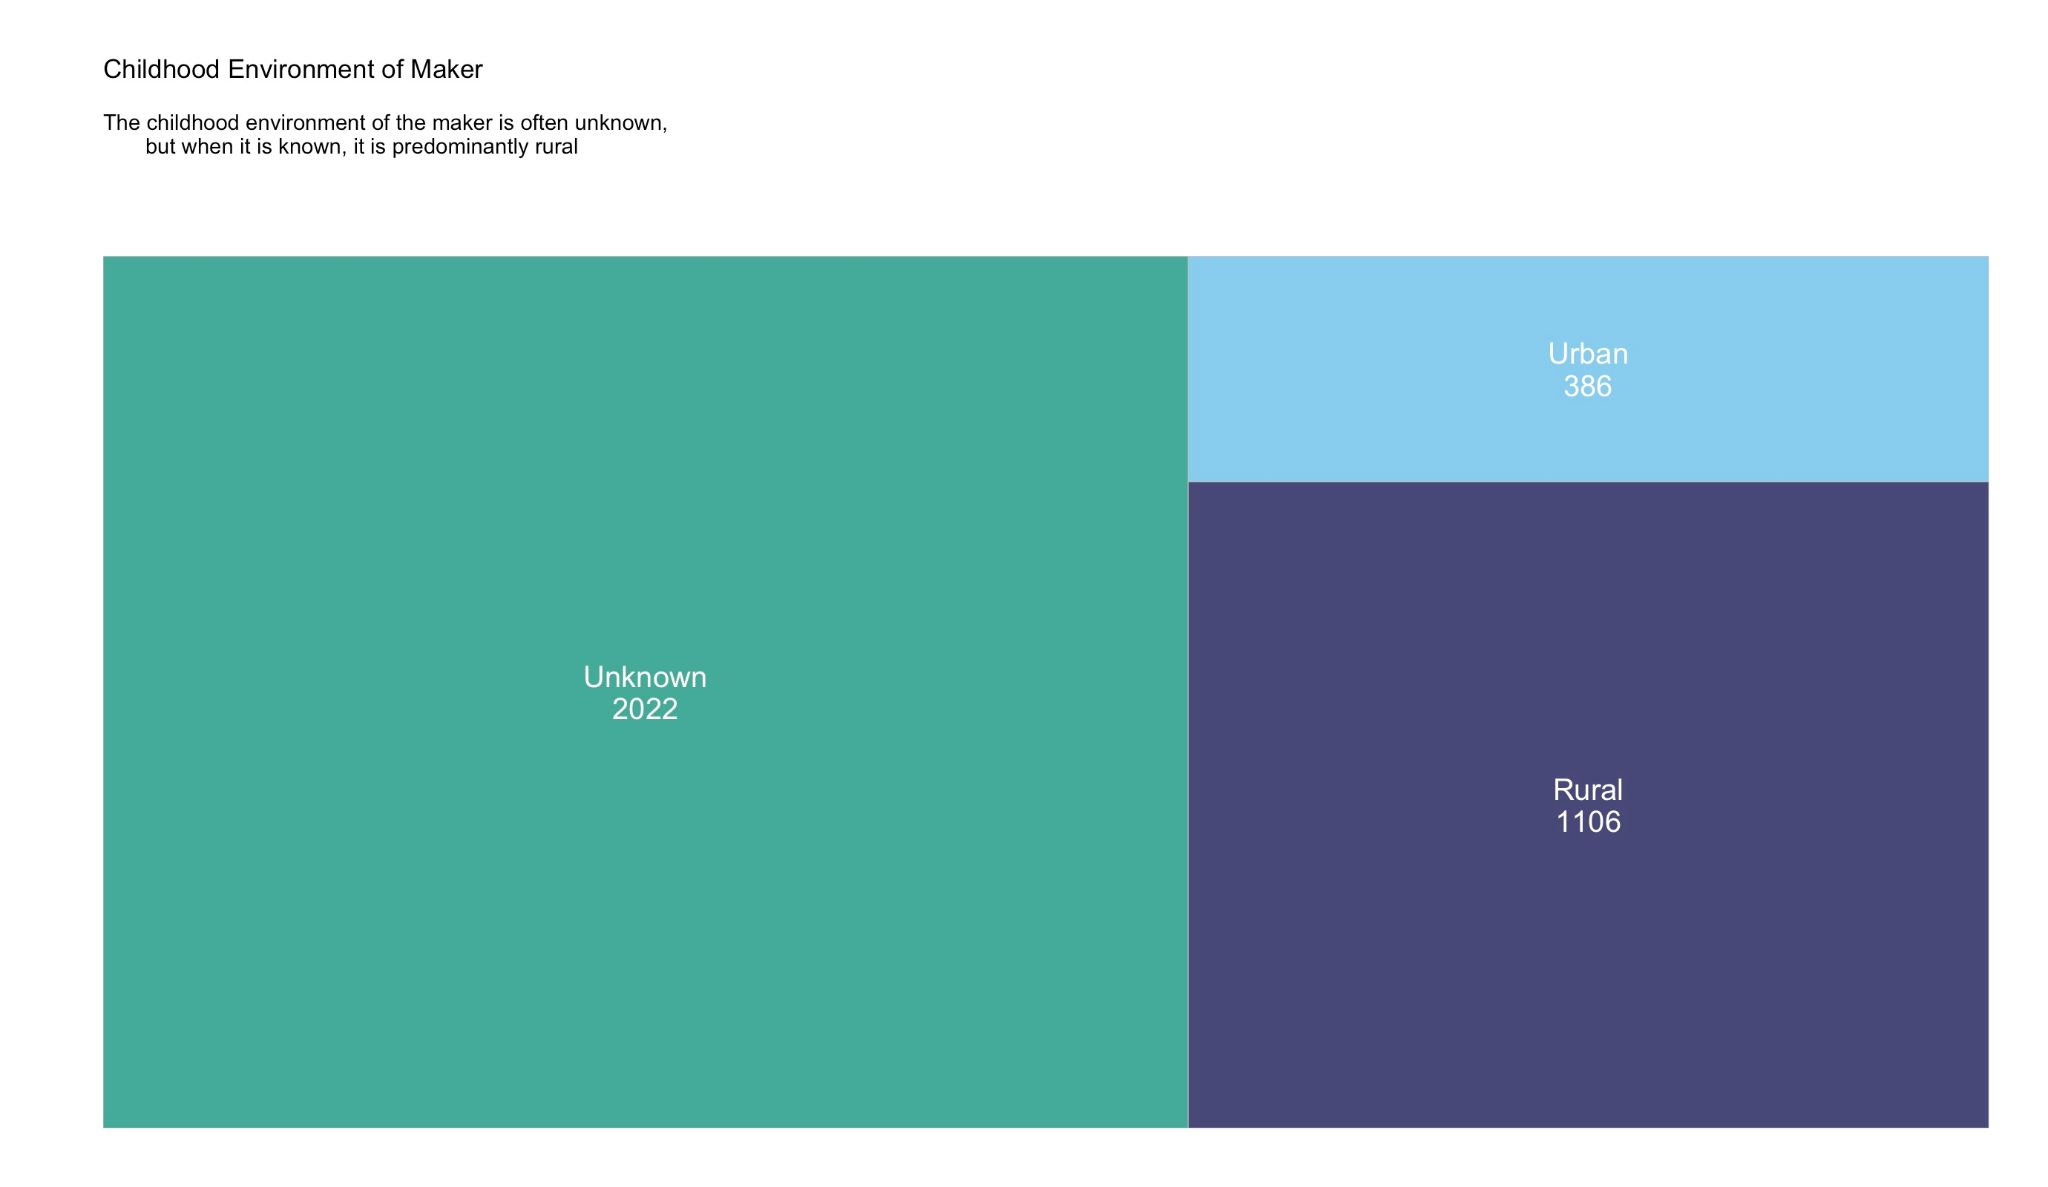 Childhood Environment of Maker
The childhood environment of the maker is often unknown,
but when it is known, it is predominantly rural
Urban
386
Unknown
2022
Rural
1106